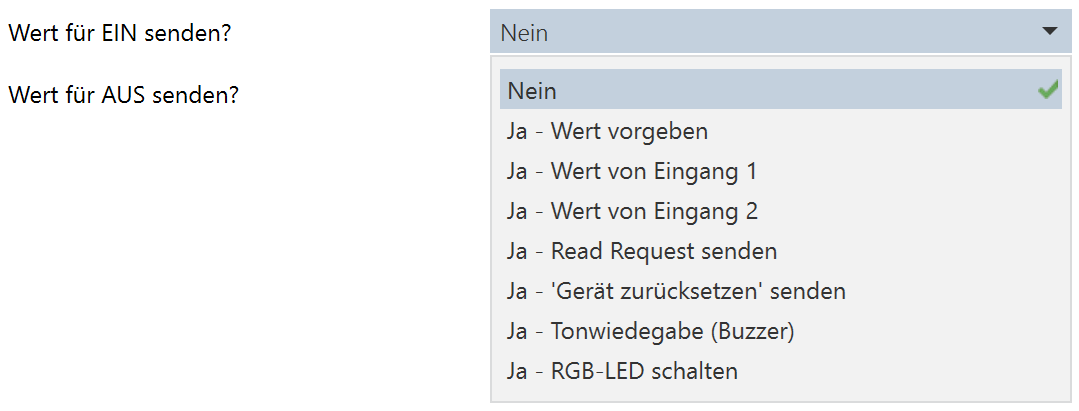 Wert für EIN senden?
Nein
Wert für AUS senden?
Nein
Ja - Wert vorgeben
Ja - Wert von Eingang 1
Ja - Wert von Eingang 2
Ja - Read Request senden
Ja - 'Gerät zurücksetzen' senden
Ja - Tonwiedegabe (Buzzer)
Ja - RGB-LED schalten